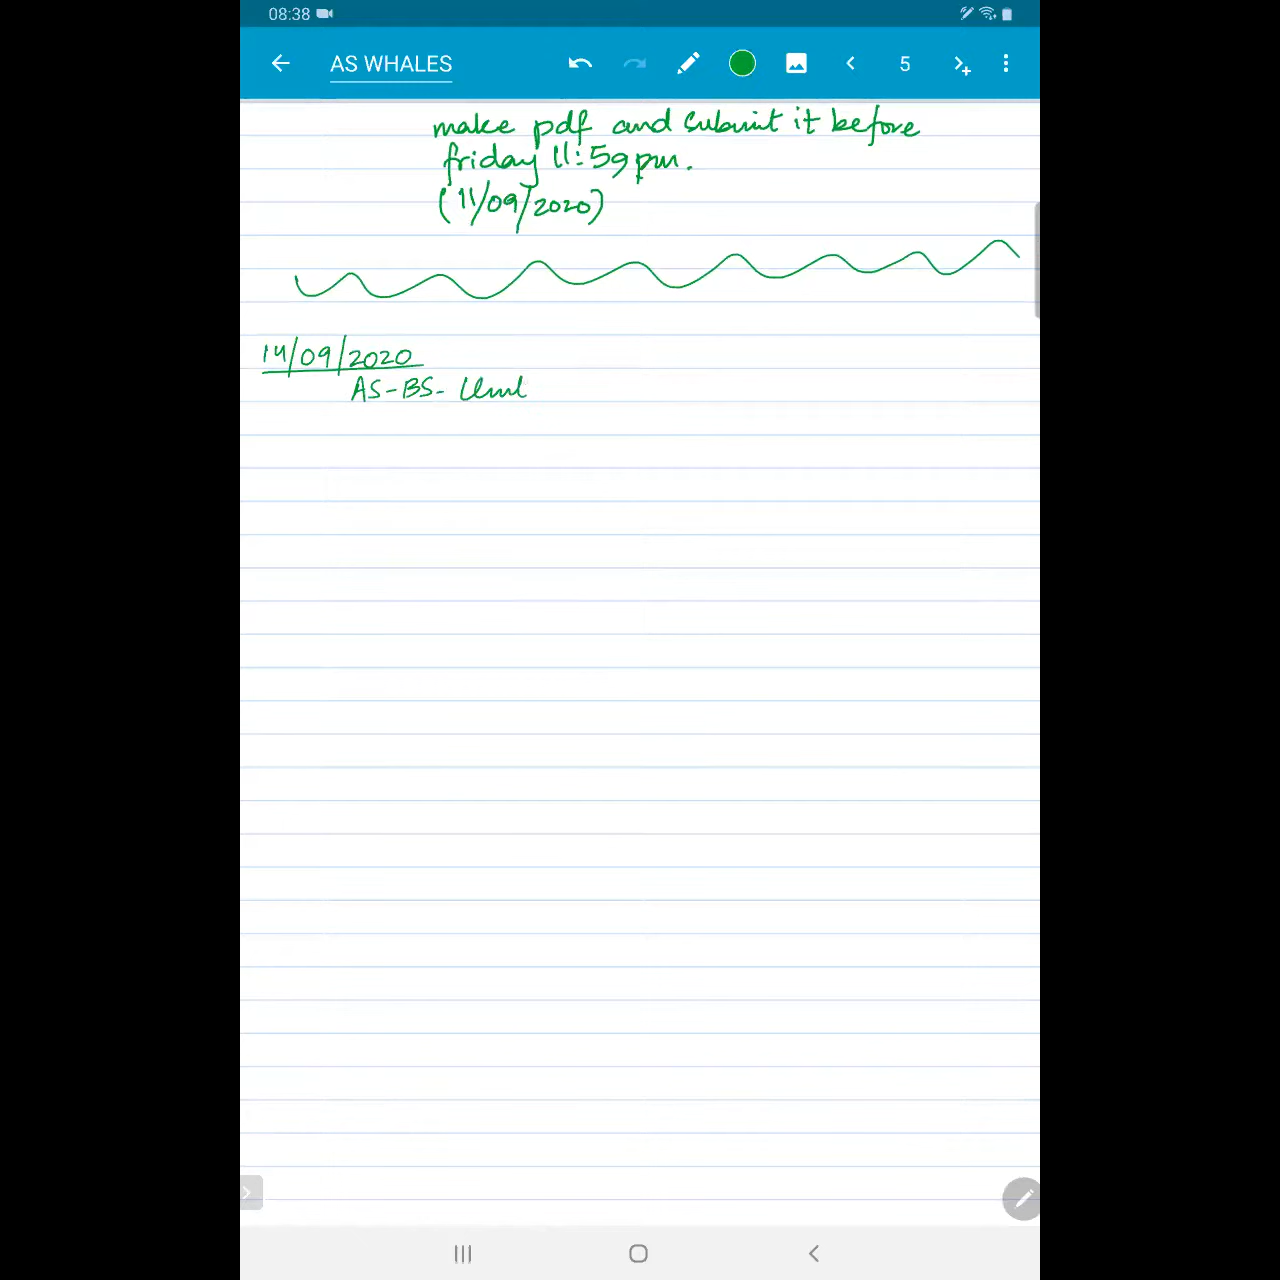 08:38
AS WHALES
5
make pdf and submit it before
friday 11:59pm.
(11/09/2020)
14/09/2020
AS-BS-